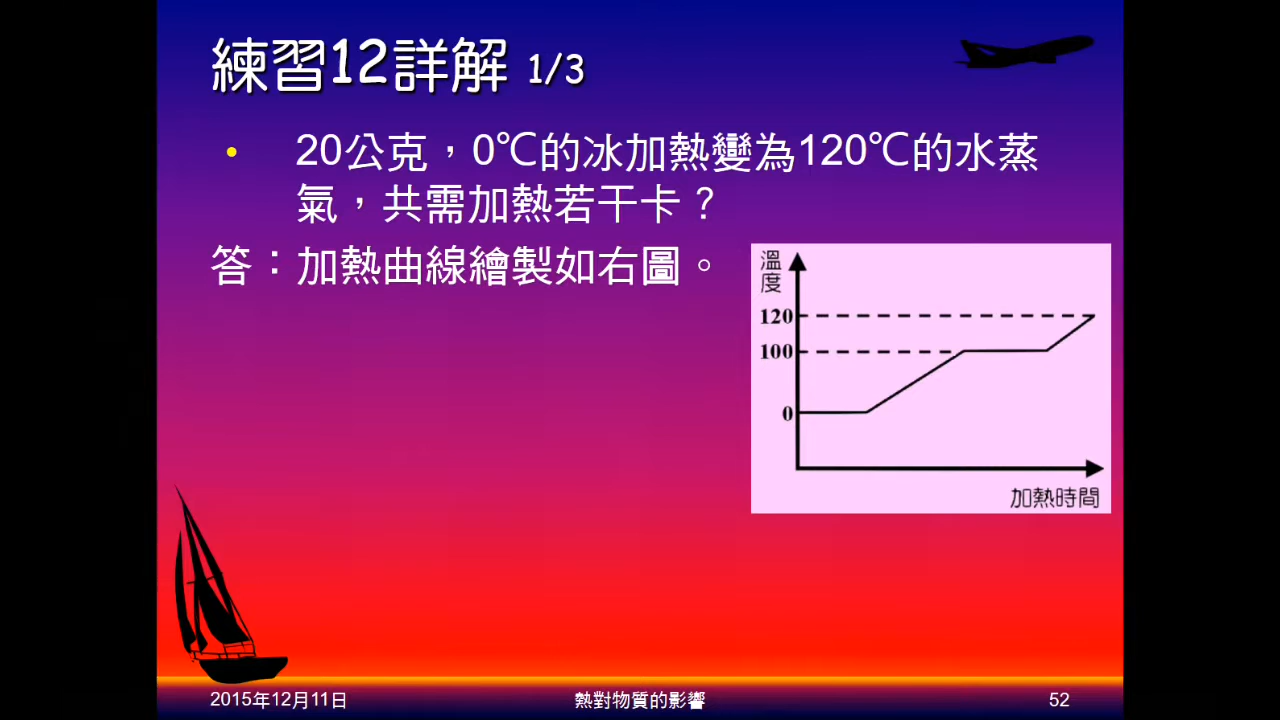 練習12詳解 1/3
• 20公克，0℃的冰加熱變為120℃的水蒸
氣，共需加熱若干卡？
答：加熱曲線繪製如右圖。
溫
度
120
100
0
加熱時間
2015年12月11日 熱對物質的影響 52